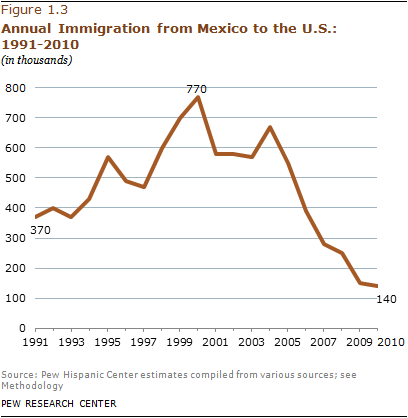 Figure 1.3
Annual Immigration from Mexico to the U.S.:
1991-2010
(in thousands)
800
700
600
500
400
300
200
100
0
770
370
140
1991 1993 1995 1997 1999 2001 2003 2005 2007 2009 2010
Source: Pew Hispanic Center estimates compiled from various sources; see
Methodology
PEW RESEARCH CENTER